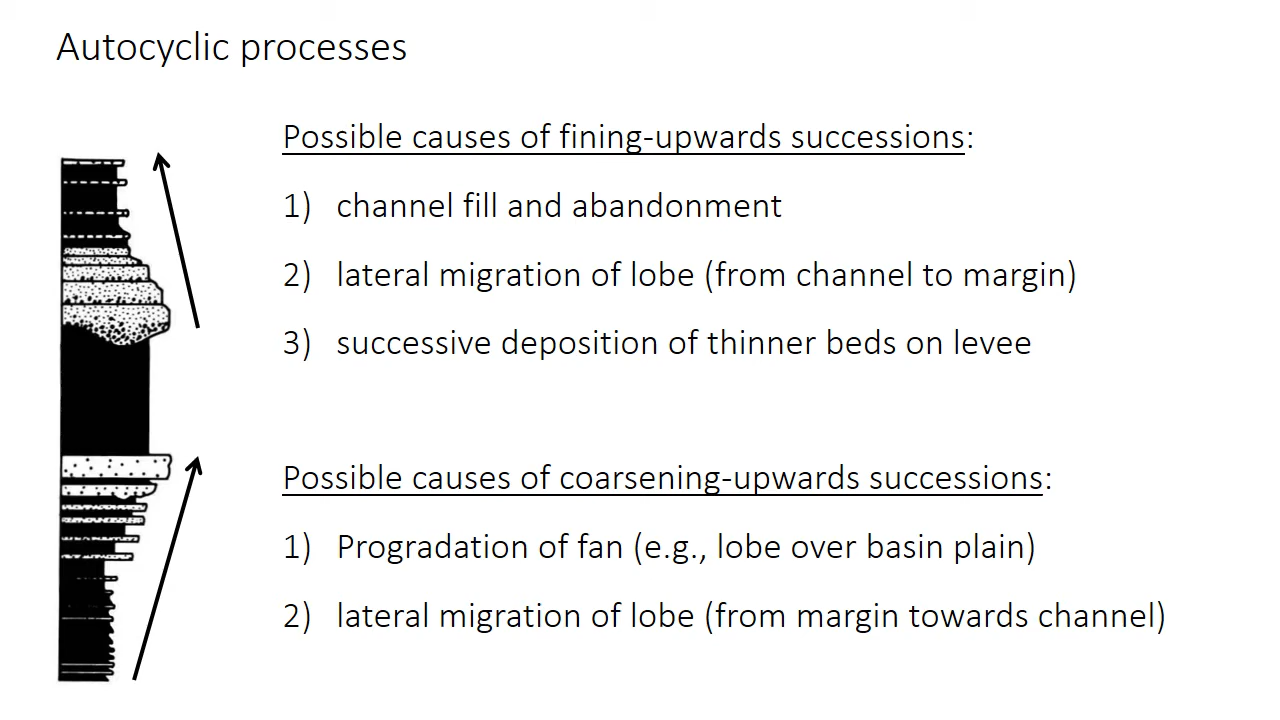 Autocyclic processes
Possible causes of fining-upwards successions:
1) channel fill and abandonment
2) lateral migration of lobe (from channel to margin)
3) successive deposition of thinner beds on levee
Possible causes of coarsening-upwards successions:
1) Progradation of fan (e.g., lobe over basin plain)
2) lateral migration of lobe (from margin towards channel)